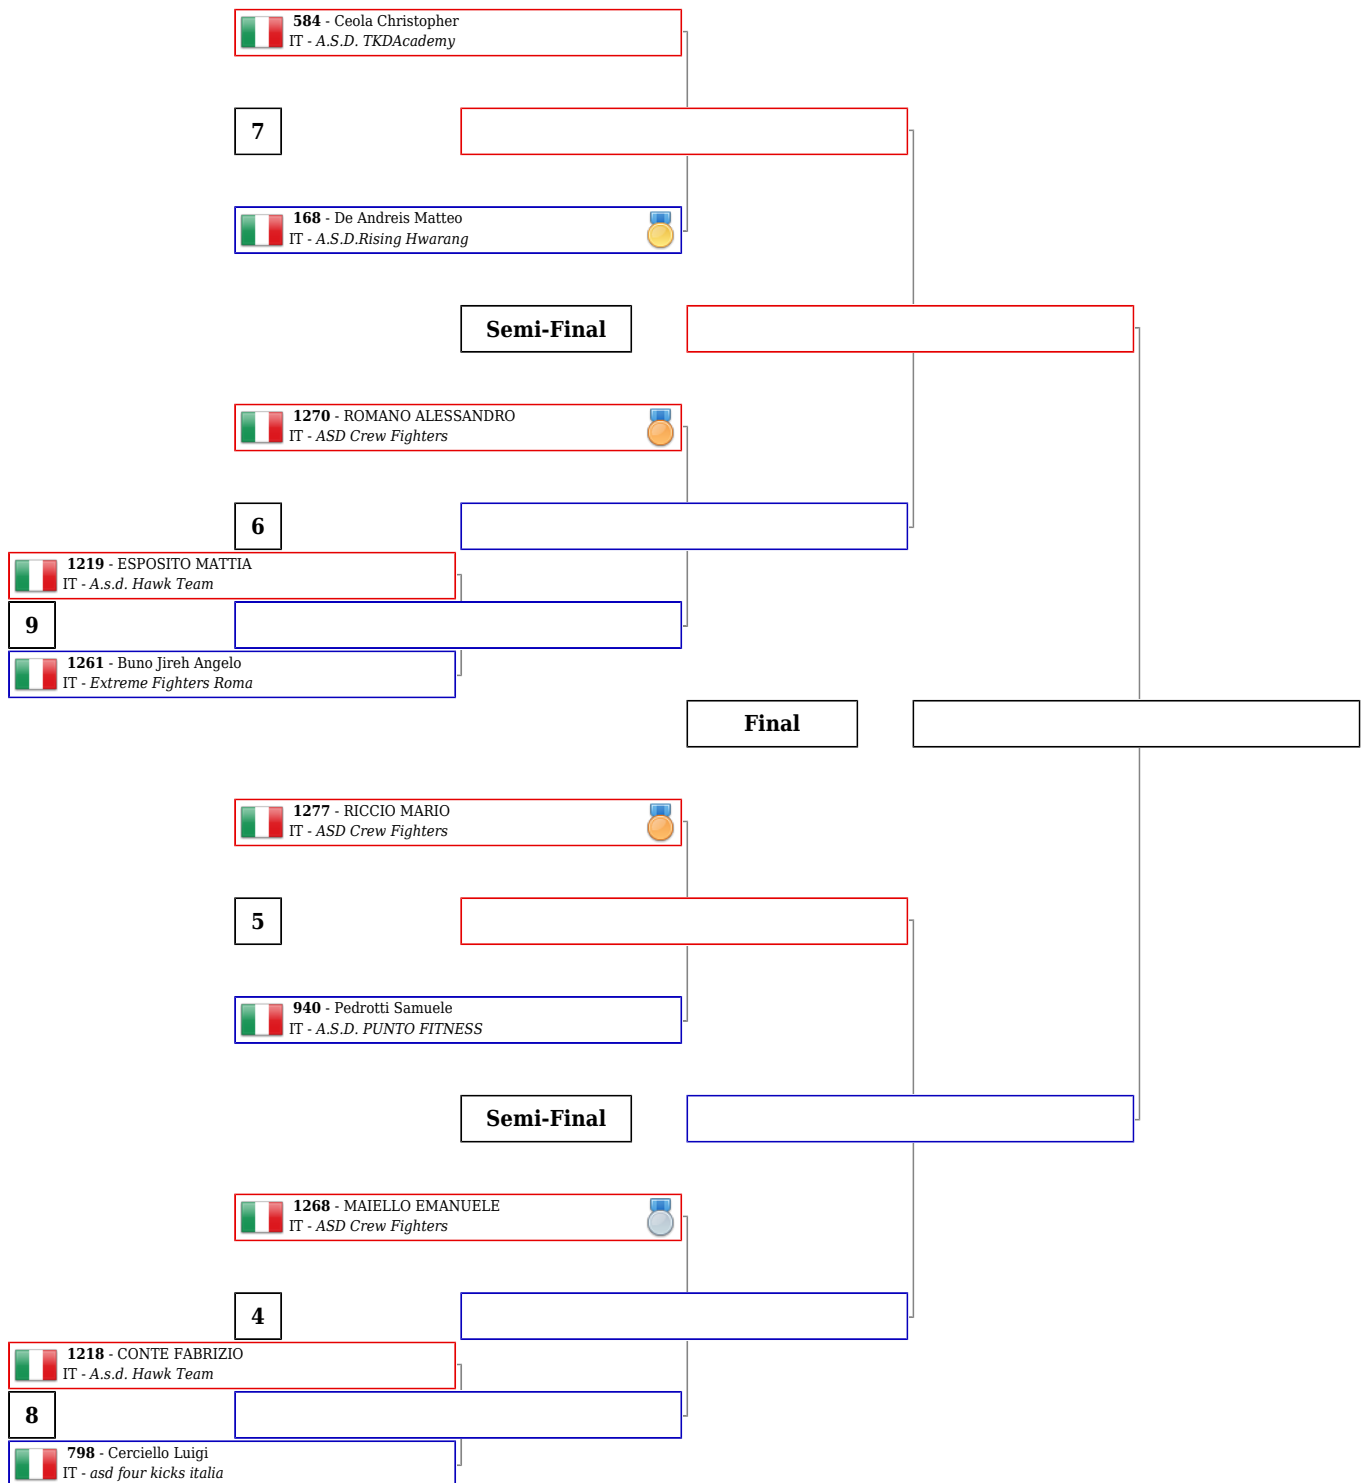 584 - Ceola Christopher
IT - A.S.D. TKDAcademy
7
168 - De Andreis Matteo
IT - A.S.D.Rising Hwarang
Semi-Final
1270 - ROMANO ALESSANDRO
IT - ASD Crew Fighters
6
1219 - ESPOSITO MATTIA
IT - A.s.d. Hawk Team
9
1261 - Buno Jireh Angelo
IT - Extreme Fighters Roma
Final
1277 - RICCIO MARIO
IT - ASD Crew Fighters
5
940 - Pedrotti Samuele
IT - A.S.D. PUNTO FITNESS
Semi-Final
1268 - MAIELLO EMANUELE
IT - ASD Crew Fighters
4
1218 - CONTE FABRIZIO
IT - A.s.d. Hawk Team
8
798 - Cerciello Luigi
IT - asd four kicks italia